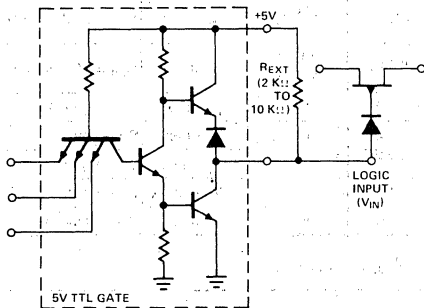 +5V
REXT
(2 KΩ
TO
10 KΩ)
LOGIC
INPUT
(VIN)
5V TTL GATE